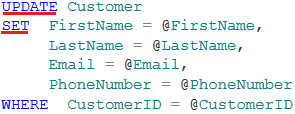 UPDATE Customer
SET FirstName = @FirstName,
LastName = @LastName,
Email = @Email,
PhoneNumber = @PhoneNumber
WHERE CustomerID = @CustomerID